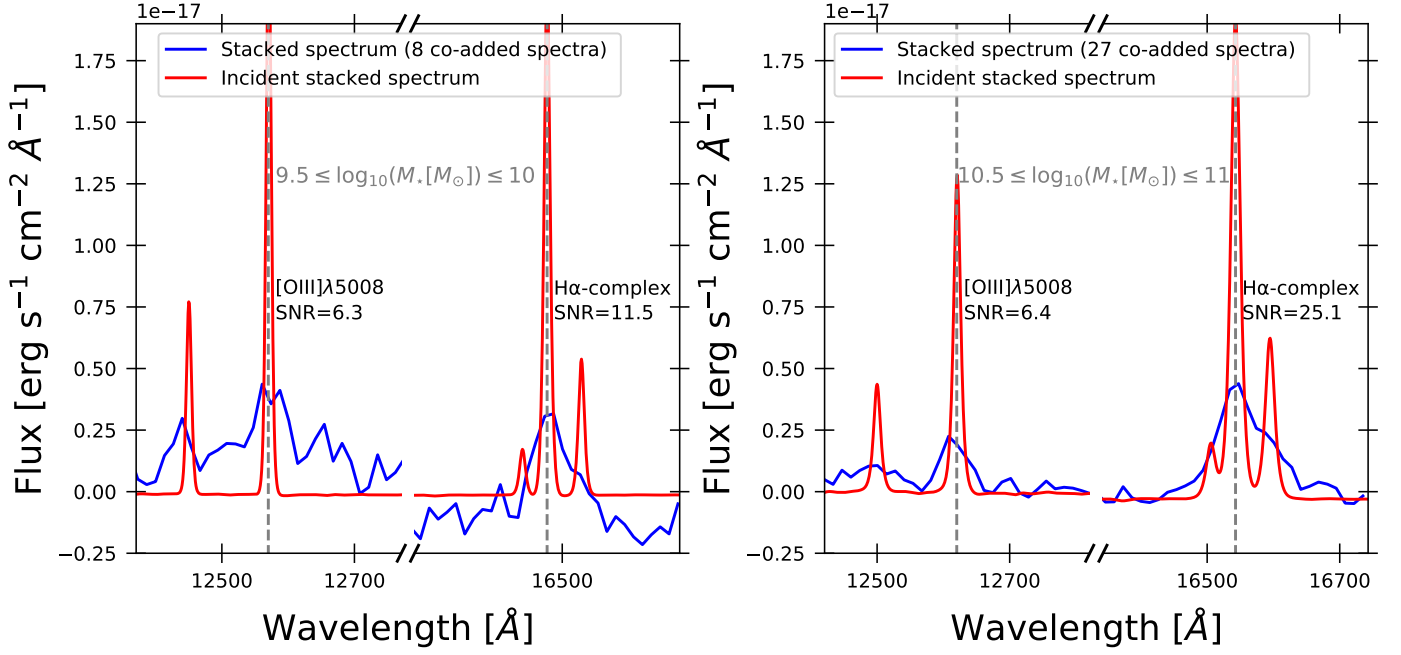 1e−17
Flux [erg s⁻¹ cm⁻² Å⁻¹]
1.75
1.50
1.25
1.00
0.75
0.50
0.25
0.00
−0.25
Stacked spectrum (8 co-added spectra)
Incident stacked spectrum
9.5 ≤ log₁₀(M⋆[M⊙]) ≤ 10
[OIII]λ5008
SNR=6.3
Hα-complex
SNR=11.5
12500 12700 16500
Wavelength [Å]
1e−17
Flux [erg s⁻¹ cm⁻² Å⁻¹]
1.75
1.50
1.25
1.00
0.75
0.50
0.25
0.00
−0.25
Stacked spectrum (27 co-added spectra)
Incident stacked spectrum
10.5 ≤ log₁₀(M⋆[M⊙]) ≤ 11
[OIII]λ5008
SNR=6.4
Hα-complex
SNR=25.1
12500 12700 16500 16700
Wavelength [Å]